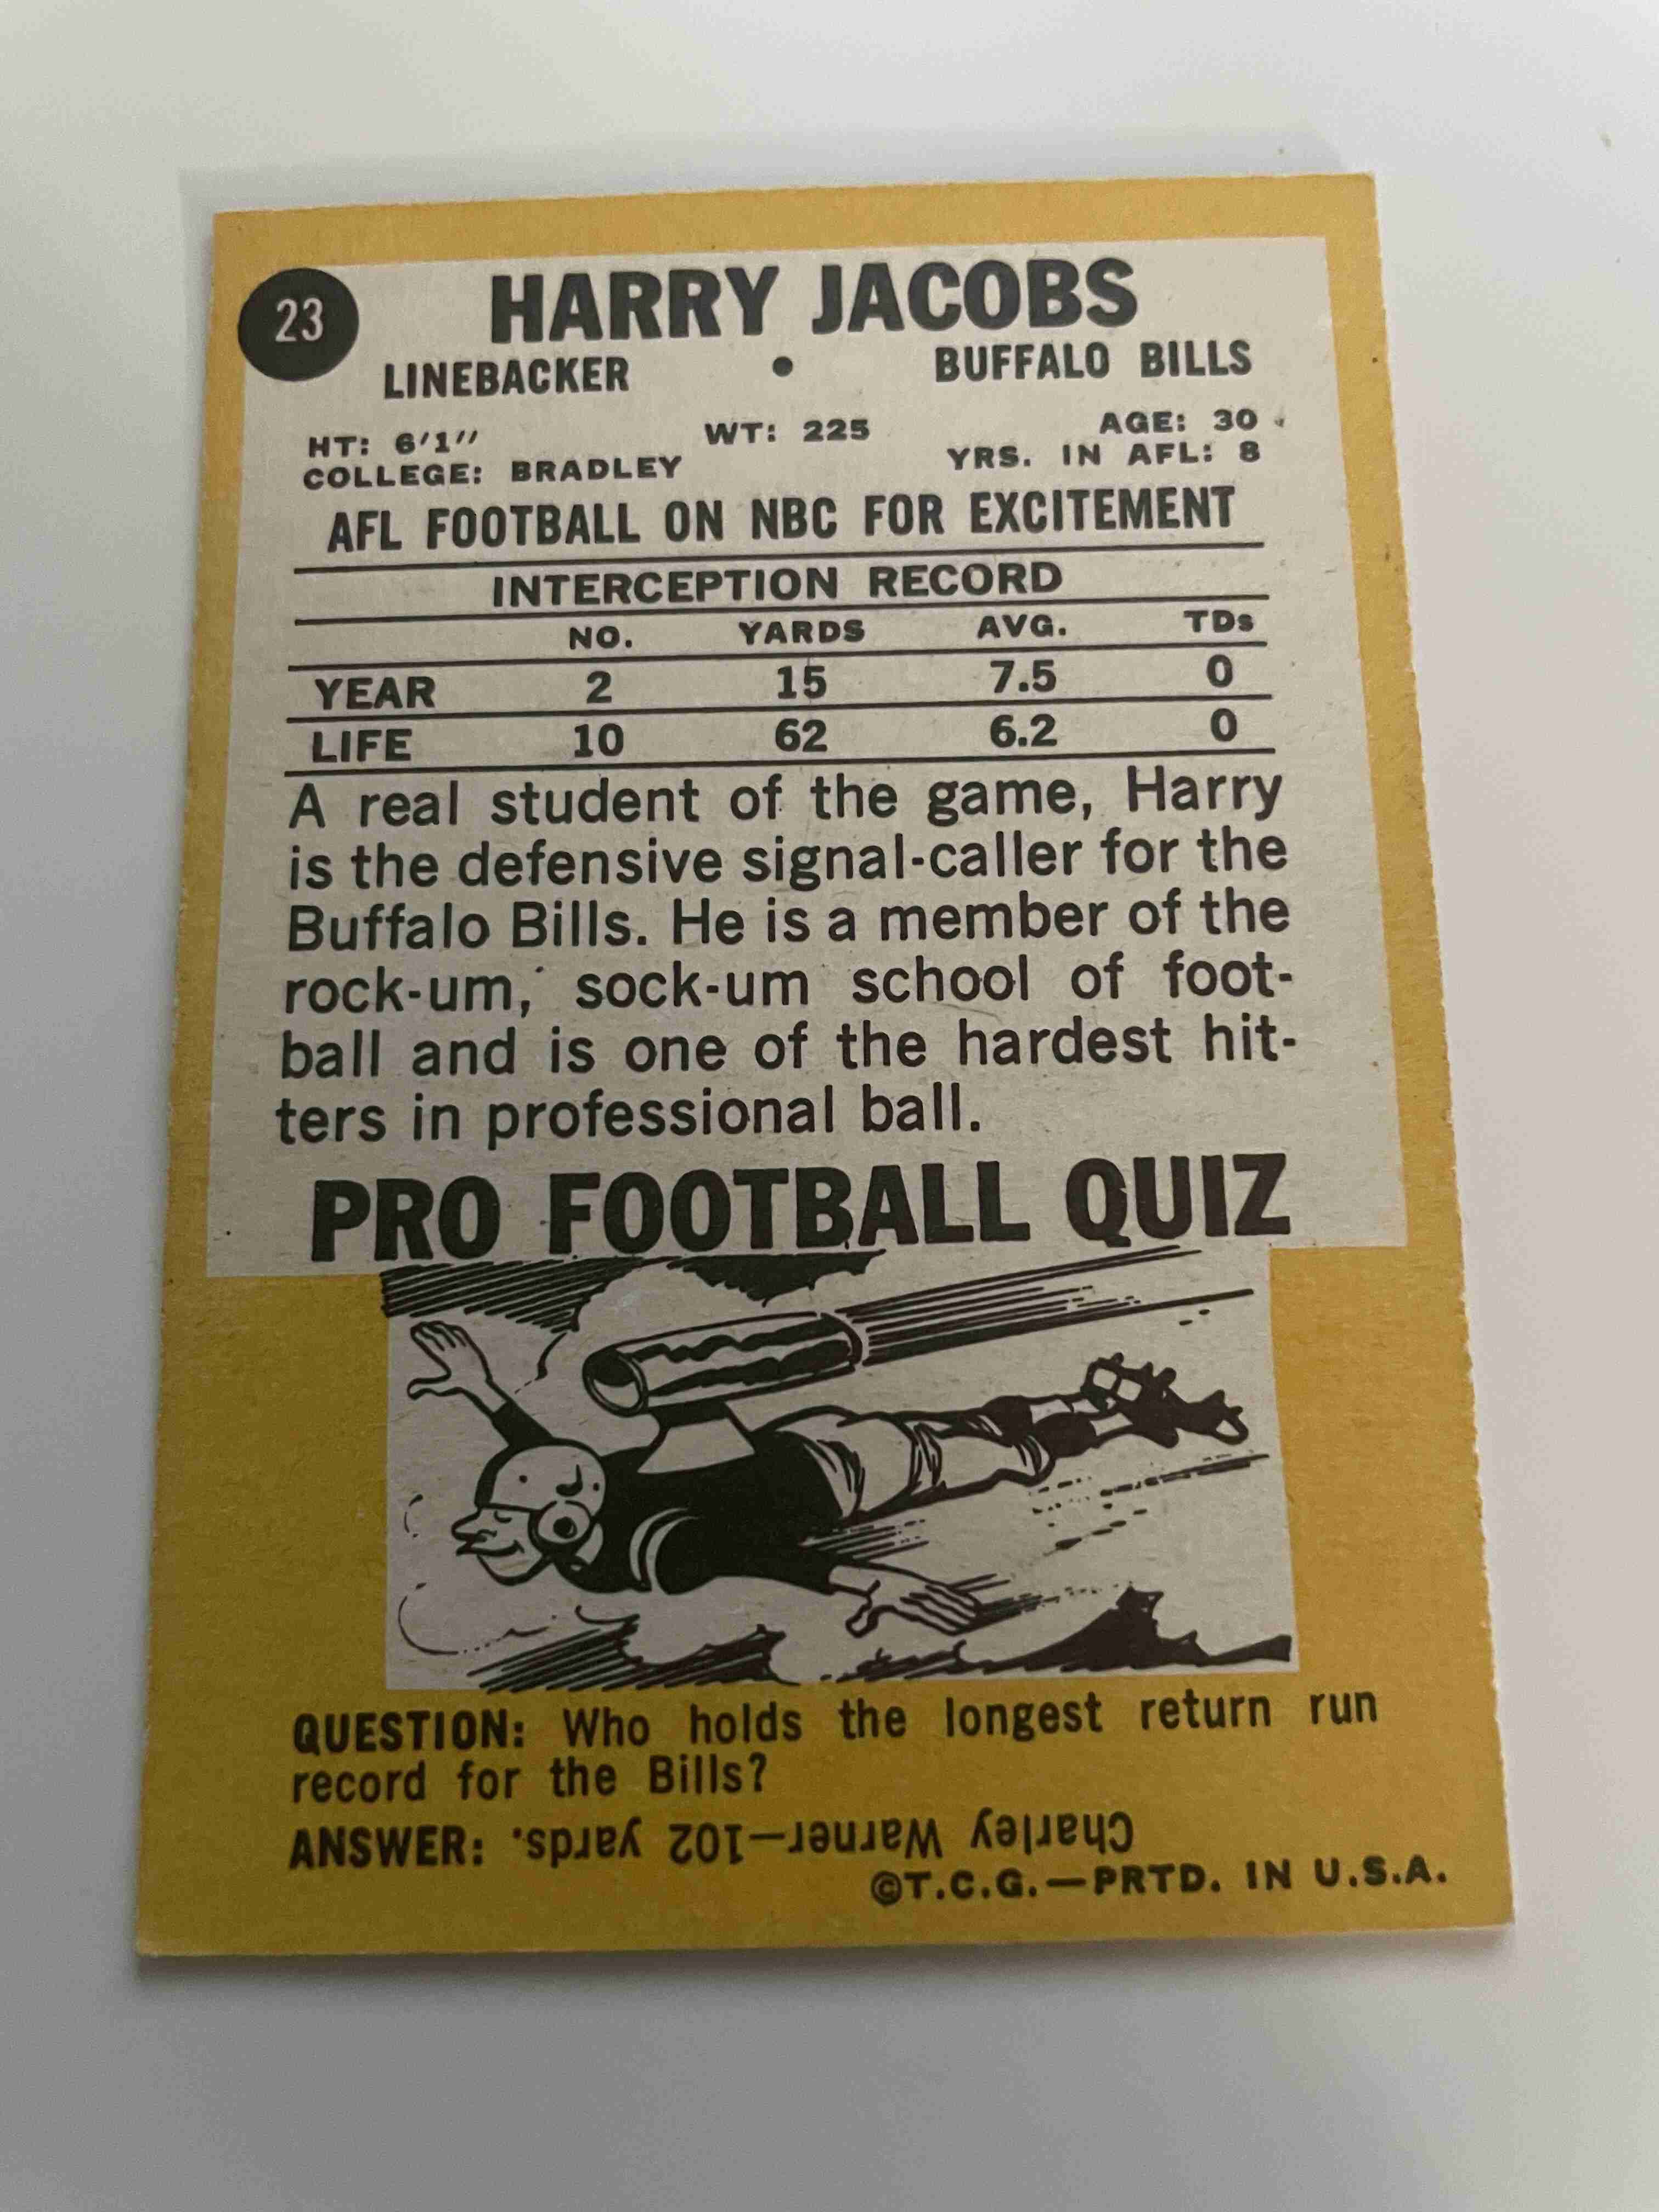 23
HARRY JACOBS
LINEBACKER • BUFFALO BILLS
HT: 6'1" WT: 225 AGE: 30
COLLEGE: BRADLEY YRS. IN AFL: 8
AFL FOOTBALL ON NBC FOR EXCITEMENT
INTERCEPTION RECORD
NO. YARDS AVG. TDs
YEAR 2 15 7.5 0
LIFE 10 62 6.2 0
A real student of the game, Harry
is the defensive signal-caller for the
Buffalo Bills. He is a member of the
rock-um, sock-um school of foot-
ball and is one of the hardest hit-
ters in professional ball.
PRO FOOTBALL QUIZ
QUESTION: Who holds the longest return run
record for the Bills?
ANSWER: Charley Warner—102 yards.
©T.C.G.—PRTD. IN U.S.A.